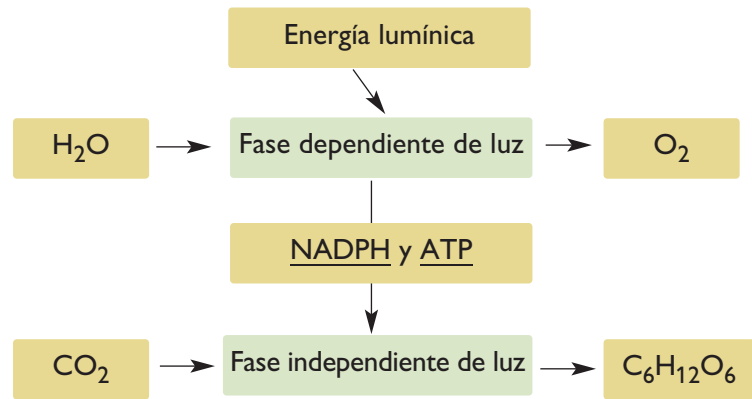 Energía lumínica
H₂O
Fase dependiente de luz
O₂
NADPH y ATP
CO₂
Fase independiente de luz
C₆H₁₂O₆